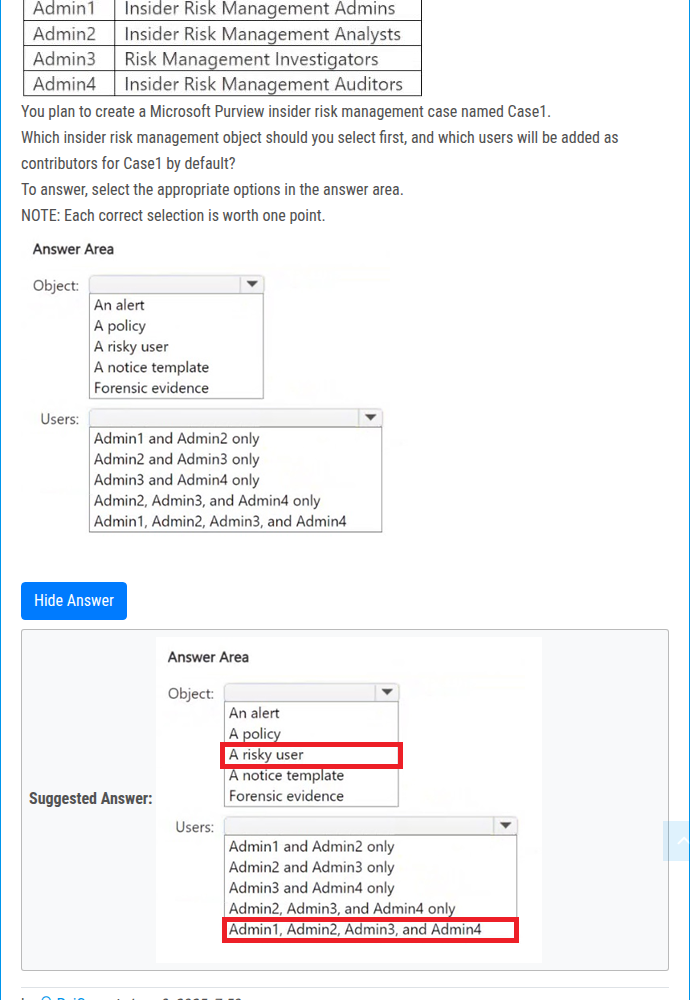 Admin1 Insider Risk Management Admins
Admin2 Insider Risk Management Analysts
Admin3 Risk Management Investigators
Admin4 Insider Risk Management Auditors
You plan to create a Microsoft Purview insider risk management case named Case1.
Which insider risk management object should you select first, and which users will be added as
contributors for Case1 by default?
To answer, select the appropriate options in the answer area.
NOTE: Each correct selection is worth one point.
Answer Area
Object:
An alert
A policy
A risky user
A notice template
Forensic evidence
Users:
Admin1 and Admin2 only
Admin2 and Admin3 only
Admin3 and Admin4 only
Admin2, Admin3, and Admin4 only
Admin1, Admin2, Admin3, and Admin4
Hide Answer
Suggested Answer:
Answer Area
Object:
An alert
A policy
A risky user
A notice template
Forensic evidence
Users:
Admin1 and Admin2 only
Admin2 and Admin3 only
Admin3 and Admin4 only
Admin2, Admin3, and Admin4 only
Admin1, Admin2, Admin3, and Admin4